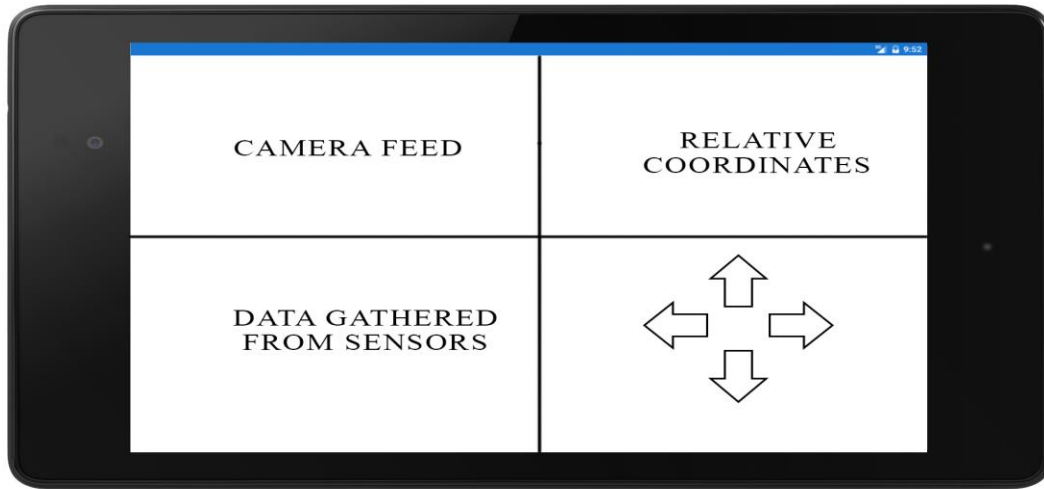 9:52
CAMERA FEED
RELATIVE
COORDINATES
DATA GATHERED
FROM SENSORS